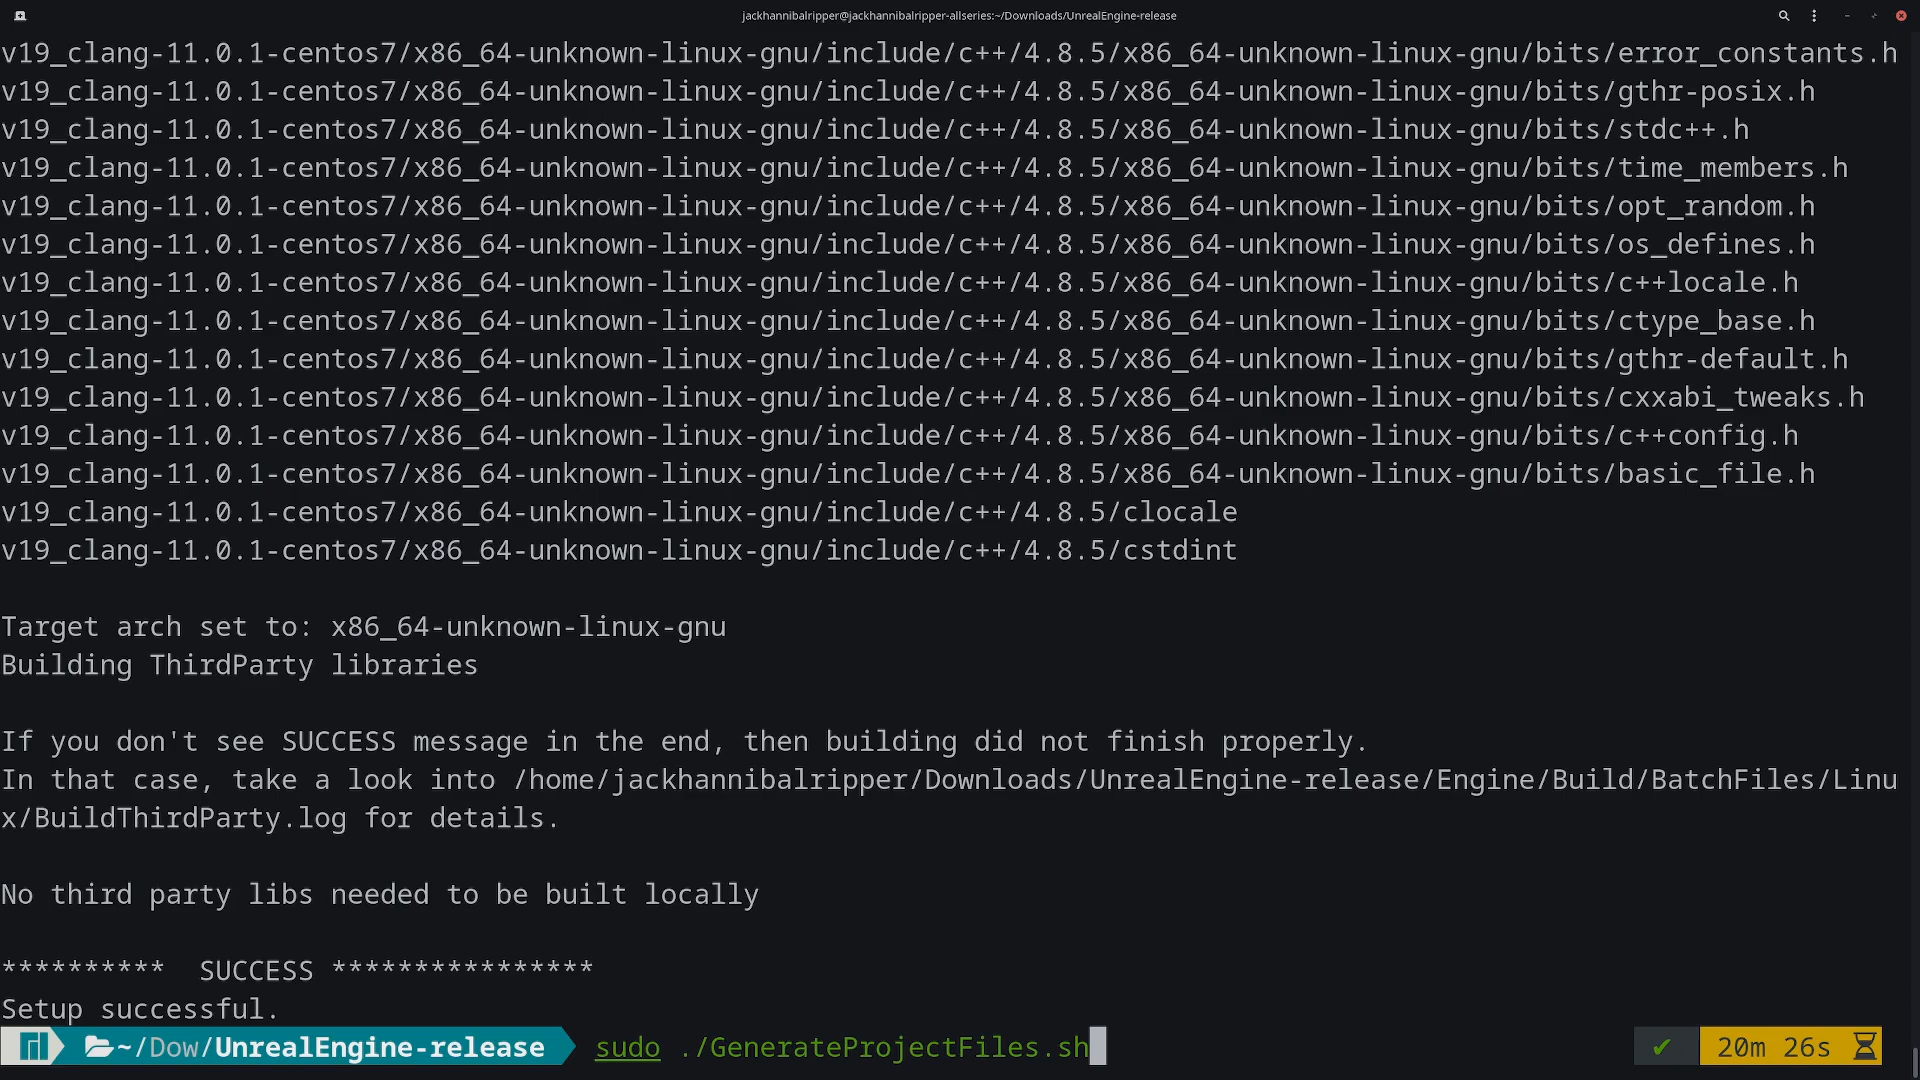 jackhannibalripper@jackhannibalripper-allseries:~/Downloads/UnrealEngine-release
v19_clang-11.0.1-centos7/x86_64-unknown-linux-gnu/include/c++/4.8.5/x86_64-unknown-linux-gnu/bits/error_constants.h
v19_clang-11.0.1-centos7/x86_64-unknown-linux-gnu/include/c++/4.8.5/x86_64-unknown-linux-gnu/bits/gthr-posix.h
v19_clang-11.0.1-centos7/x86_64-unknown-linux-gnu/include/c++/4.8.5/x86_64-unknown-linux-gnu/bits/stdc++.h
v19_clang-11.0.1-centos7/x86_64-unknown-linux-gnu/include/c++/4.8.5/x86_64-unknown-linux-gnu/bits/time_members.h
v19_clang-11.0.1-centos7/x86_64-unknown-linux-gnu/include/c++/4.8.5/x86_64-unknown-linux-gnu/bits/opt_random.h
v19_clang-11.0.1-centos7/x86_64-unknown-linux-gnu/include/c++/4.8.5/x86_64-unknown-linux-gnu/bits/os_defines.h
v19_clang-11.0.1-centos7/x86_64-unknown-linux-gnu/include/c++/4.8.5/x86_64-unknown-linux-gnu/bits/c++locale.h
v19_clang-11.0.1-centos7/x86_64-unknown-linux-gnu/include/c++/4.8.5/x86_64-unknown-linux-gnu/bits/ctype_base.h
v19_clang-11.0.1-centos7/x86_64-unknown-linux-gnu/include/c++/4.8.5/x86_64-unknown-linux-gnu/bits/gthr-default.h
v19_clang-11.0.1-centos7/x86_64-unknown-linux-gnu/include/c++/4.8.5/x86_64-unknown-linux-gnu/bits/cxxabi_tweaks.h
v19_clang-11.0.1-centos7/x86_64-unknown-linux-gnu/include/c++/4.8.5/x86_64-unknown-linux-gnu/bits/c++config.h
v19_clang-11.0.1-centos7/x86_64-unknown-linux-gnu/include/c++/4.8.5/x86_64-unknown-linux-gnu/bits/basic_file.h
v19_clang-11.0.1-centos7/x86_64-unknown-linux-gnu/include/c++/4.8.5/clocale
v19_clang-11.0.1-centos7/x86_64-unknown-linux-gnu/include/c++/4.8.5/cstdint
Target arch set to: x86_64-unknown-linux-gnu
Building ThirdParty libraries
If you don't see SUCCESS message in the end, then building did not finish properly.
In that case, take a look into /home/jackhannibalripper/Downloads/UnrealEngine-release/Engine/Build/BatchFiles/Linu
x/BuildThirdParty.log for details.
No third party libs needed to be built locally
**********  SUCCESS ****************
Setup successful.
~/Dow/UnrealEngine-release sudo ./GenerateProjectFiles.sh ✔ 20m 26s